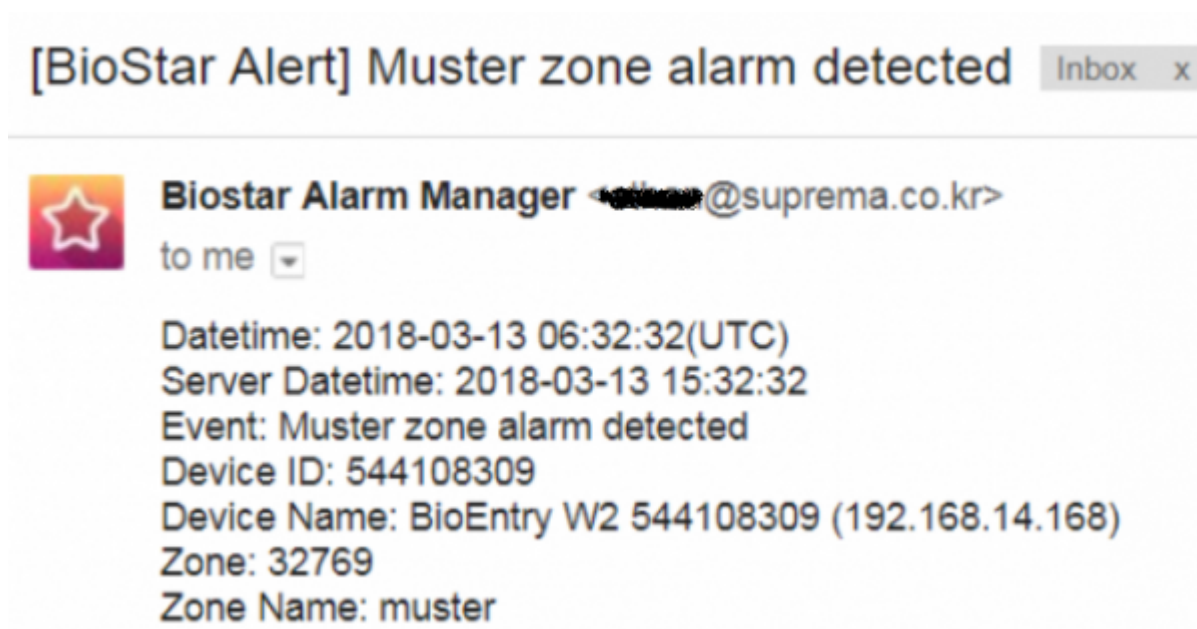 [BioStar Alert] Muster zone alarm detected Inbox x
Biostar Alarm Manager <@suprema.co.kr>
to me
Datetime: 2018-03-13 06:32:32(UTC)
Server Datetime: 2018-03-13 15:32:32
Event: Muster zone alarm detected
Device ID: 544108309
Device Name: BioEntry W2 544108309 (192.168.14.168)
Zone: 32769
Zone Name: muster